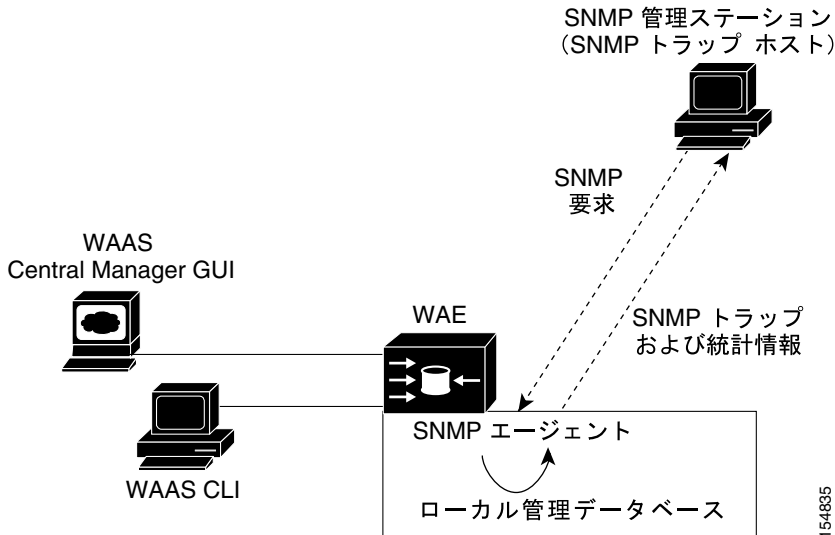 SNMP 管理ステーション
(SNMP トラップ ホスト)
SNMP
要求
WAAS
Central Manager GUI
WAE
SNMP トラップ
および統計情報
SNMP エージェント
WAAS CLI
ローカル管理データベース
154835